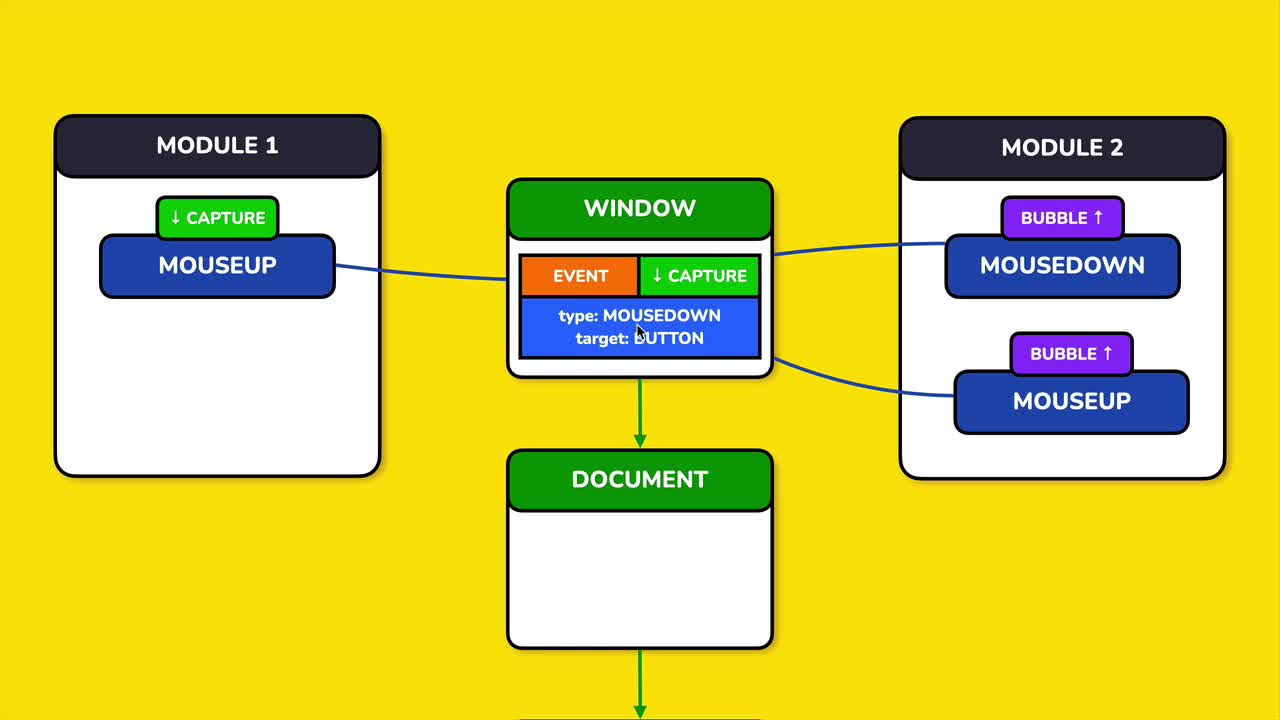 MODULE 1
↓ CAPTURE
MOUSEUP
WINDOW
EVENT
↓ CAPTURE
type: MOUSEDOWN
target: BUTTON
DOCUMENT
MODULE 2
BUBBLE ↑
MOUSEDOWN
BUBBLE ↑
MOUSEUP